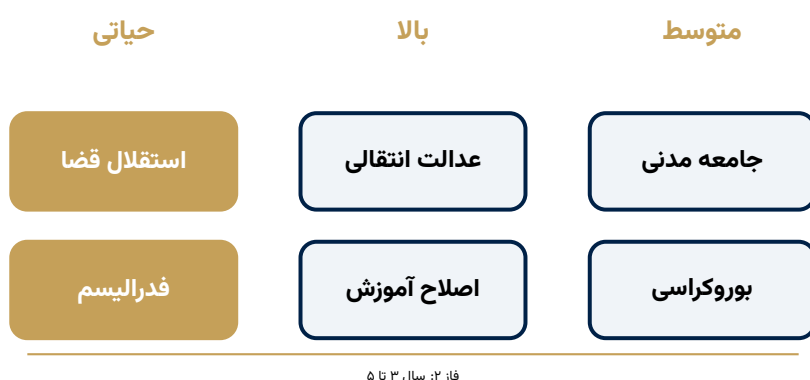 متوسط
بالا
حیاتی
جامعه مدنی
عدالت انتقالی
استقلال قضا
بوروکراسی
اصلاح آموزش
فدرالیسم
فاز ۲: سال ۳ تا ۵